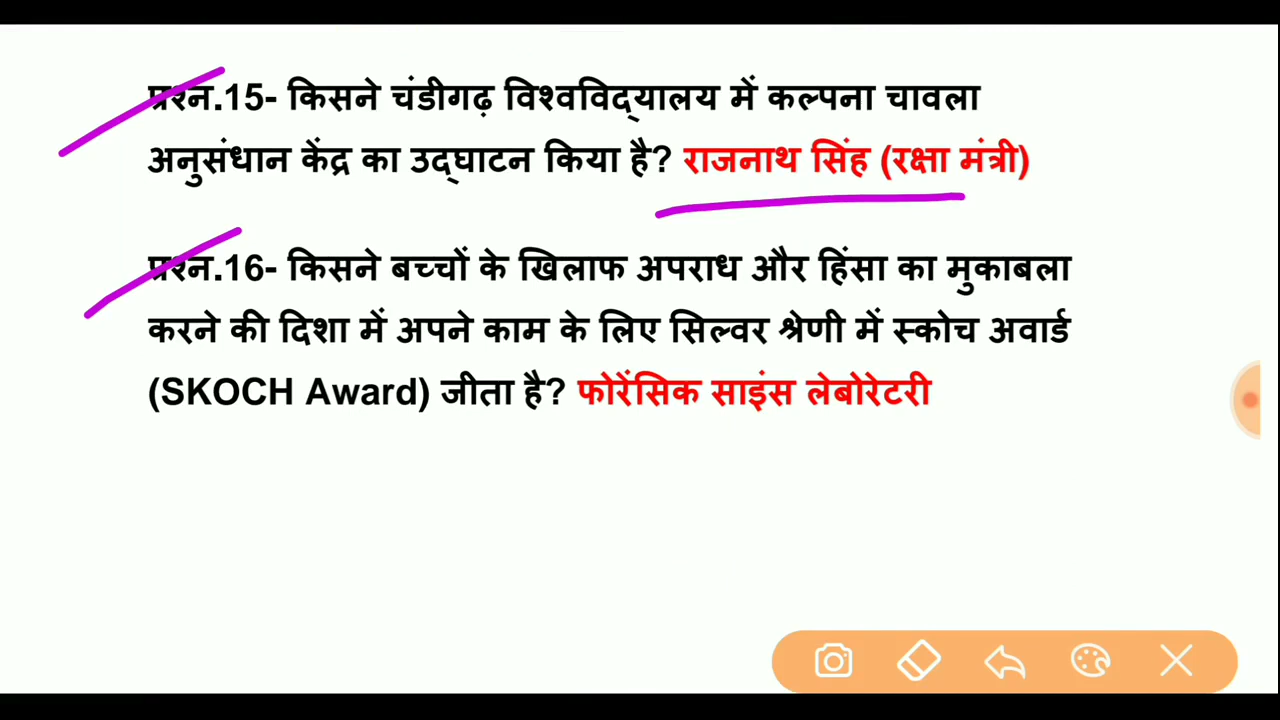 प्रश्न.15- किसने चंडीगढ़ विश्वविद्यालय में कल्पना चावला
अनुसंधान केंद्र का उद्घाटन किया है? राजनाथ सिंह (रक्षा मंत्री)
प्रश्न.16- किसने बच्चों के खिलाफ अपराध और हिंसा का मुकाबला
करने की दिशा में अपने काम के लिए सिल्वर श्रेणी में स्कोच अवार्ड
(SKOCH Award) जीता है? फोरेंसिक साइंस लेबोरेटरी